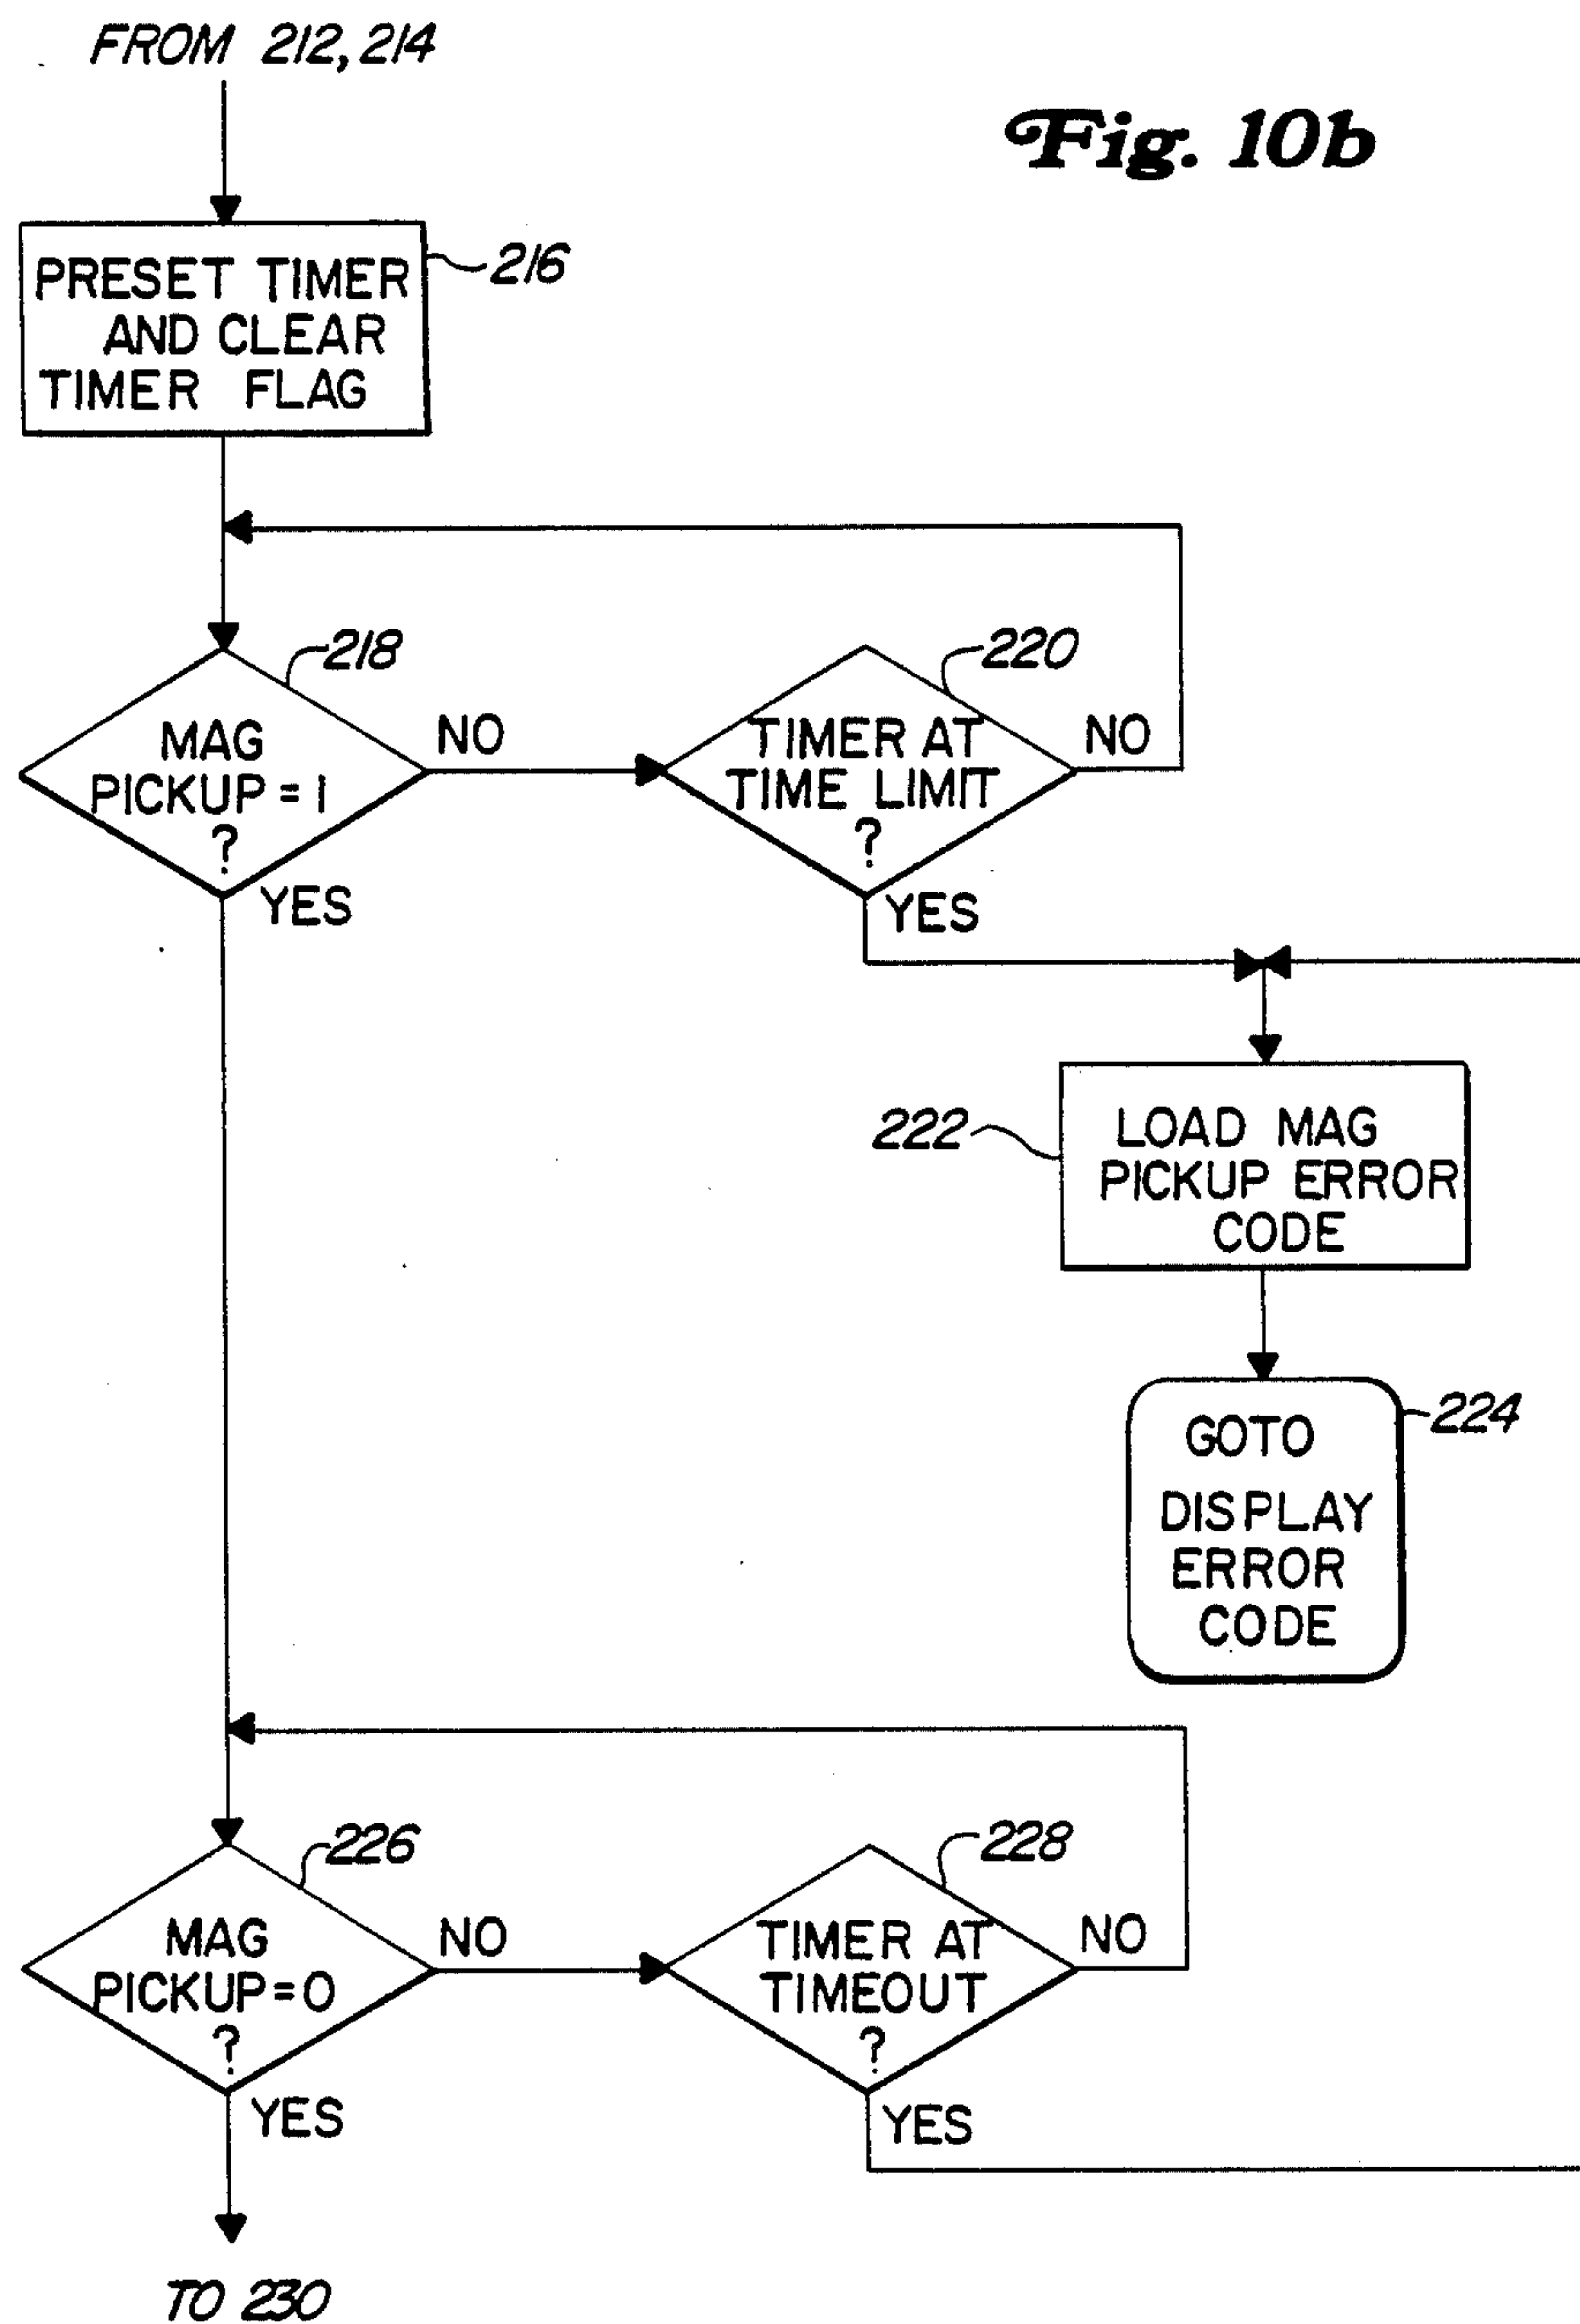 FROM 212, 214
Fig. 10b
216
PRESET TIMER
AND CLEAR
TIMER FLAG
218
220
MAG
PICKUP = 1
?
NO
TIMER AT
TIME LIMIT
?
NO
YES
YES
222
LOAD MAG
PICKUP ERROR
CODE
224
GOTO
DISPLAY
ERROR
CODE
226
228
MAG
PICKUP = 0
?
NO
TIMER AT
TIMEOUT
?
NO
YES
YES
TO 230